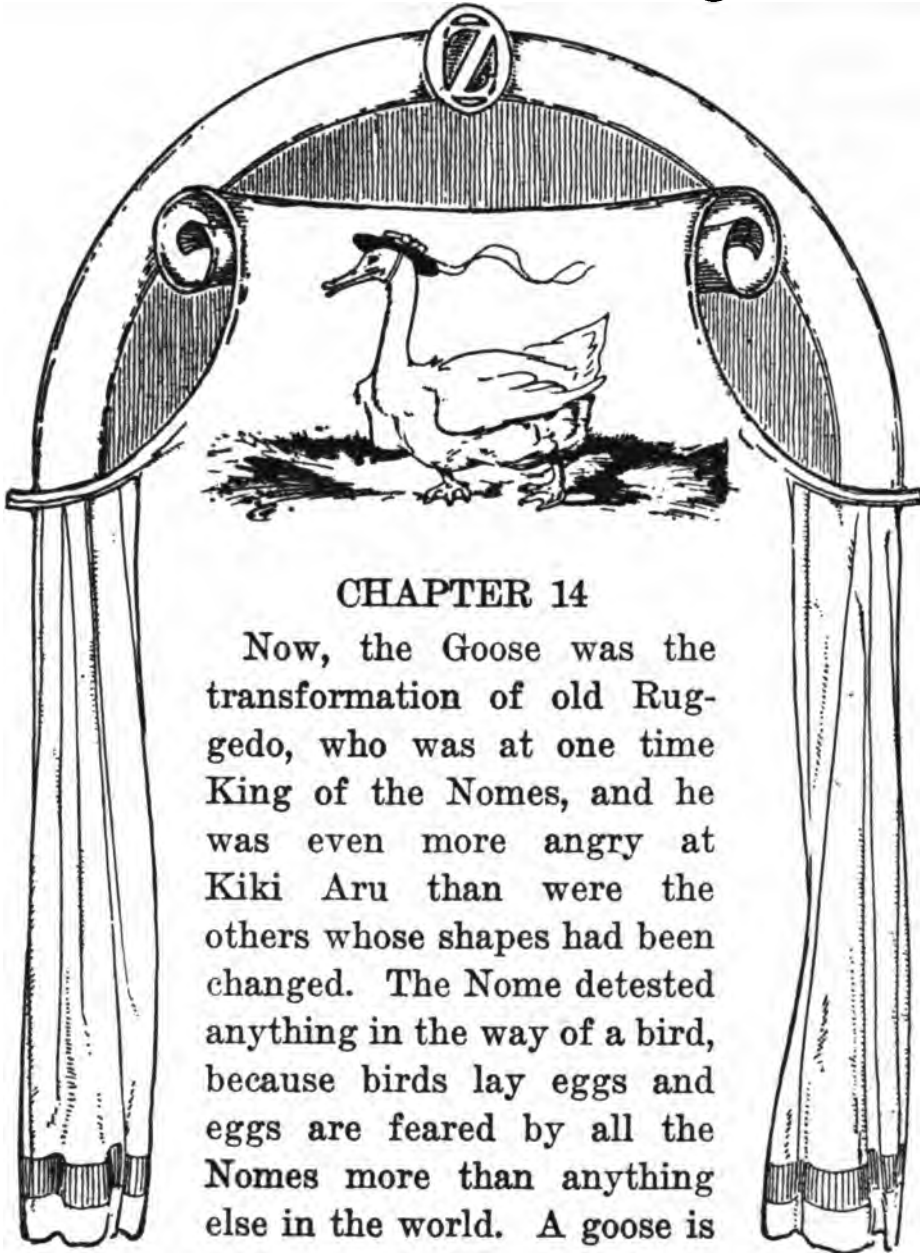 OZ
CHAPTER 14
Now, the Goose was the
transformation of old Rug-
gedo, who was at one time
King of the Nomes, and he
was even more angry at
Kiki Aru than were the
others whose shapes had been
changed. The Nome detested
anything in the way of a bird,
because birds lay eggs and
eggs are feared by all the
Nomes more than anything
else in the world. A goose is